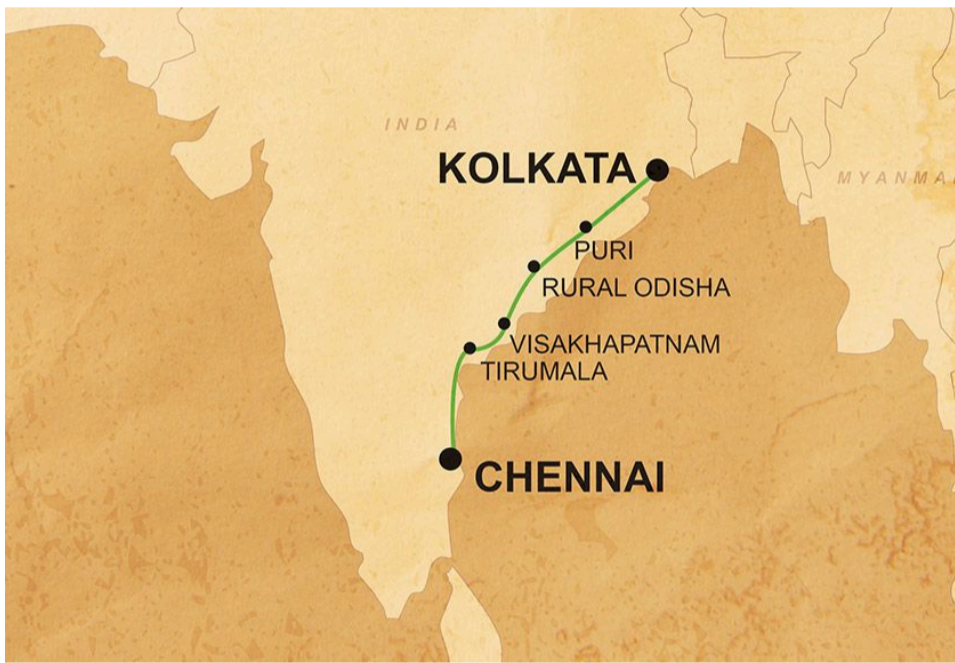 INDIA
KOLKATA
MYANMA
PURI
RURAL ODISHA
VISAKHAPATNAM
TIRUMALA
CHENNAI